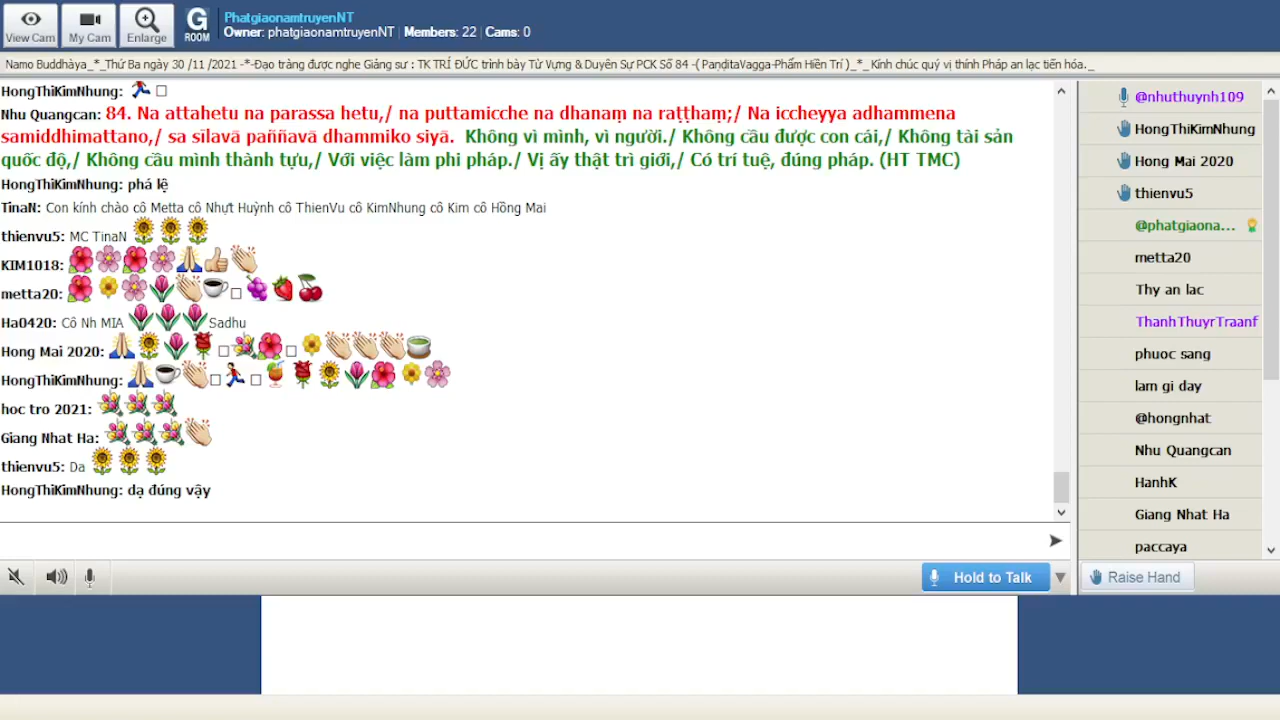 View Cam
My Cam
Enlarge
G
ROOM
PhatgiaonamtruyenNT
Owner: phatgiaonamtruyenNT | Members: 22 | Cams: 0
Namo Buddhàya_*_Thứ Ba ngày 30 /11 /2021 -*-Đạo tràng được nghe Giảng sư : TK TRÍ ĐỨC trình bày Từ Vựng & Duyên Sự PCK Số 84 -( PaṇḍitaVagga-Phẩm Hiền Trí )_*_ Kính chúc quý vị thính Pháp an lạc tiến hóa._
HongThiKimNhung:
Nhu Quangcan: 84. Na attahetu na parassa hetu,/ na puttamicche na dhanaṃ na raṭṭhaṃ;/ Na iccheyya adhammena
samiddhimattano,/ sa sīlavā paññavā dhammiko siyā. Không vì mình, vì người./ Không cầu được con cái,/ Không tài sản
quốc độ,/ Không cầu mình thành tựu,/ Với việc làm phi pháp./ Vị ấy thật trì giới,/ Có trí tuệ, đúng pháp. (HT TMC)
HongThiKimNhung: phá lệ
TinaN: Con kính chào cô Metta cô Nhựt Huỳnh cô ThienVu cô KimNhung cô Kim cô Hồng Mai
thienvu5: MC TinaN
KIM1018:
metta20:
Ha0420: Cô Nh MIA Sadhu
Hong Mai 2020:
HongThiKimNhung:
hoc tro 2021:
Giang Nhat Ha:
thienvu5: Da
HongThiKimNhung: dạ đúng vậy
Hold to Talk
@nhuthuynh109
HongThiKimNhung
Hong Mai 2020
thienvu5
@phatgiaona...
metta20
Thy an lac
ThanhThuyrTraanf
phuoc sang
lam gi day
@hongnhat
Nhu Quangcan
HanhK
Giang Nhat Ha
paccaya
Raise Hand